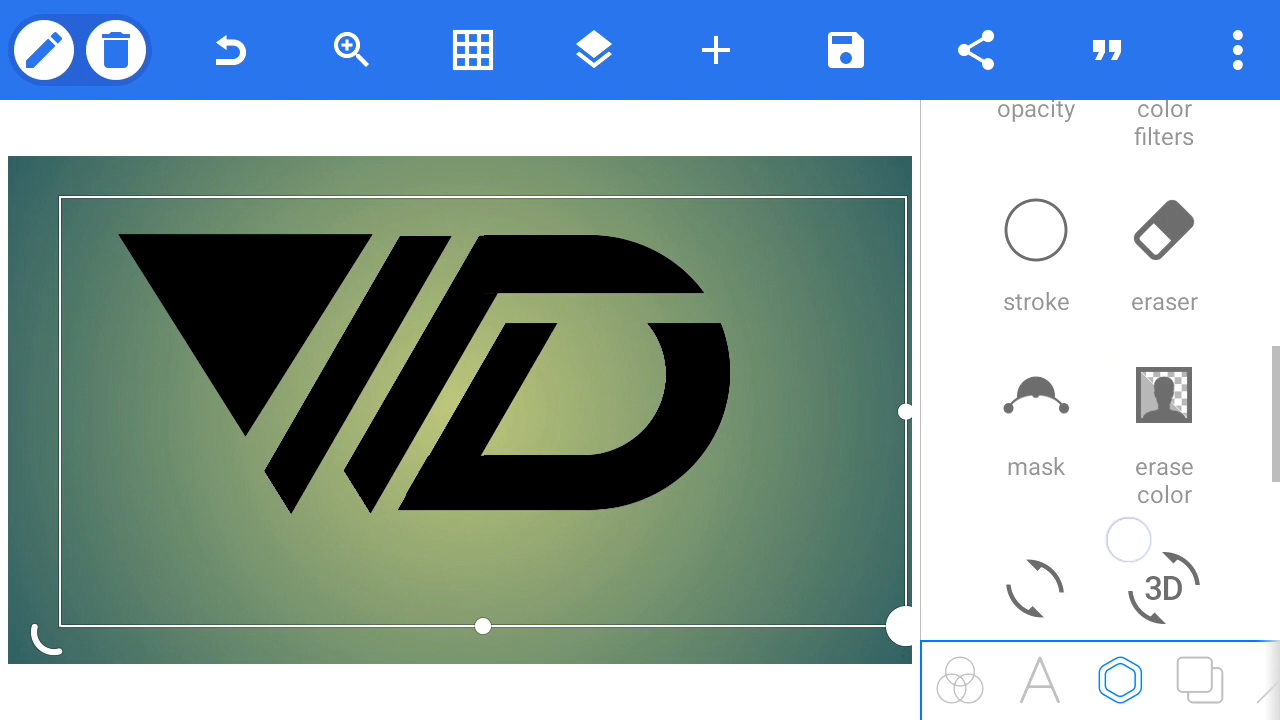 opacity
color
filters
stroke
eraser
mask
erase
color
3D